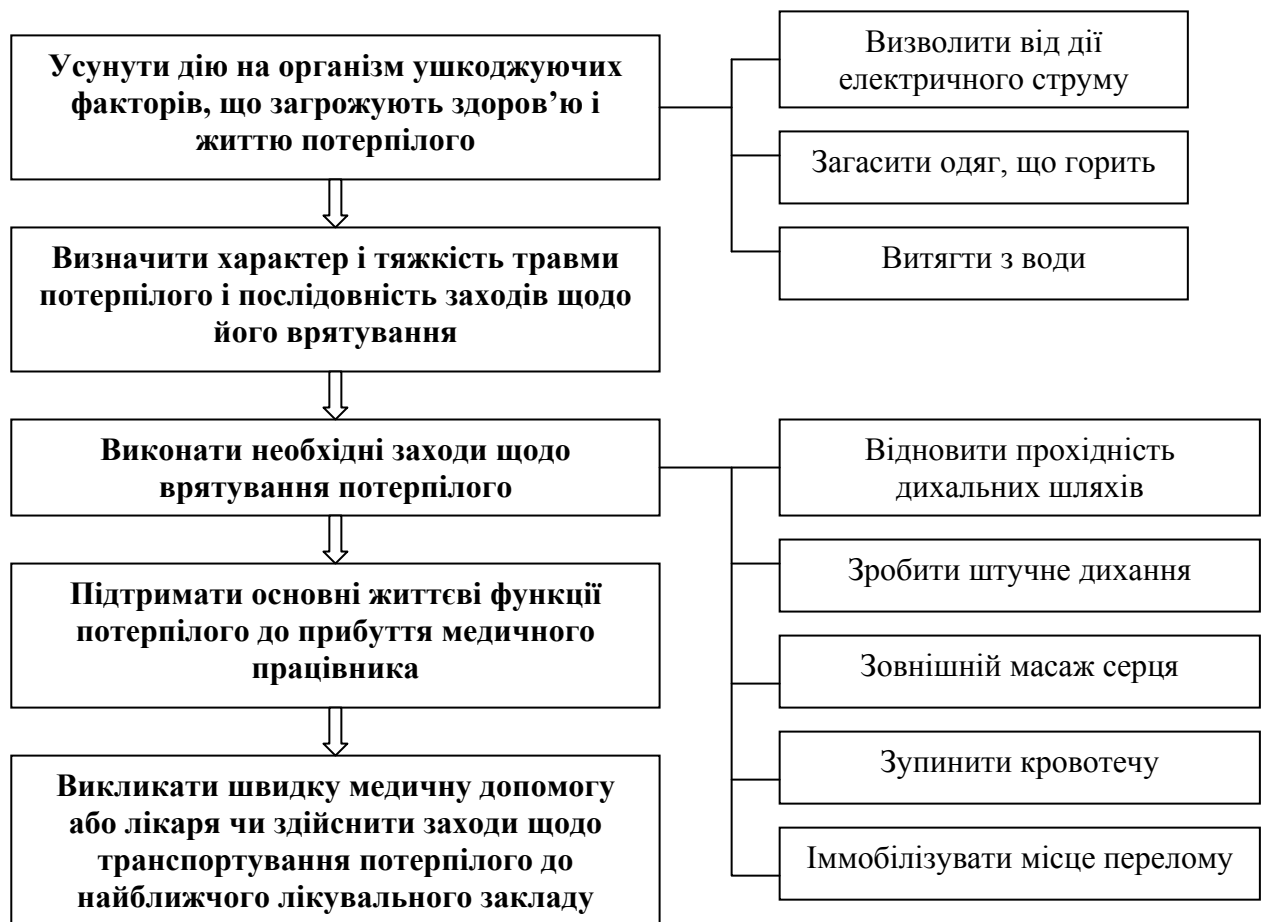 Усунути дію на організм ушкоджуючих
факторів, що загрожують здоров’ю і
життю потерпілого
Визволити від дії
електричного струму
Загасити одяг, що горить
Витягти з води
Визначити характер і тяжкість травми
потерпілого і послідовність заходів щодо
його врятування
Виконати необхідні заходи щодо
врятування потерпілого
Відновити прохідність
дихальних шляхів
Зробити штучне дихання
Зовнішній масаж серця
Зупинити кровотечу
Іммобілізувати місце перелому
Підтримати основні життєві функції
потерпілого до прибуття медичного
працівника
Викликати швидку медичну допомогу
або лікаря чи здійснити заходи щодо
транспортування потерпілого до
найближчого лікувального закладу